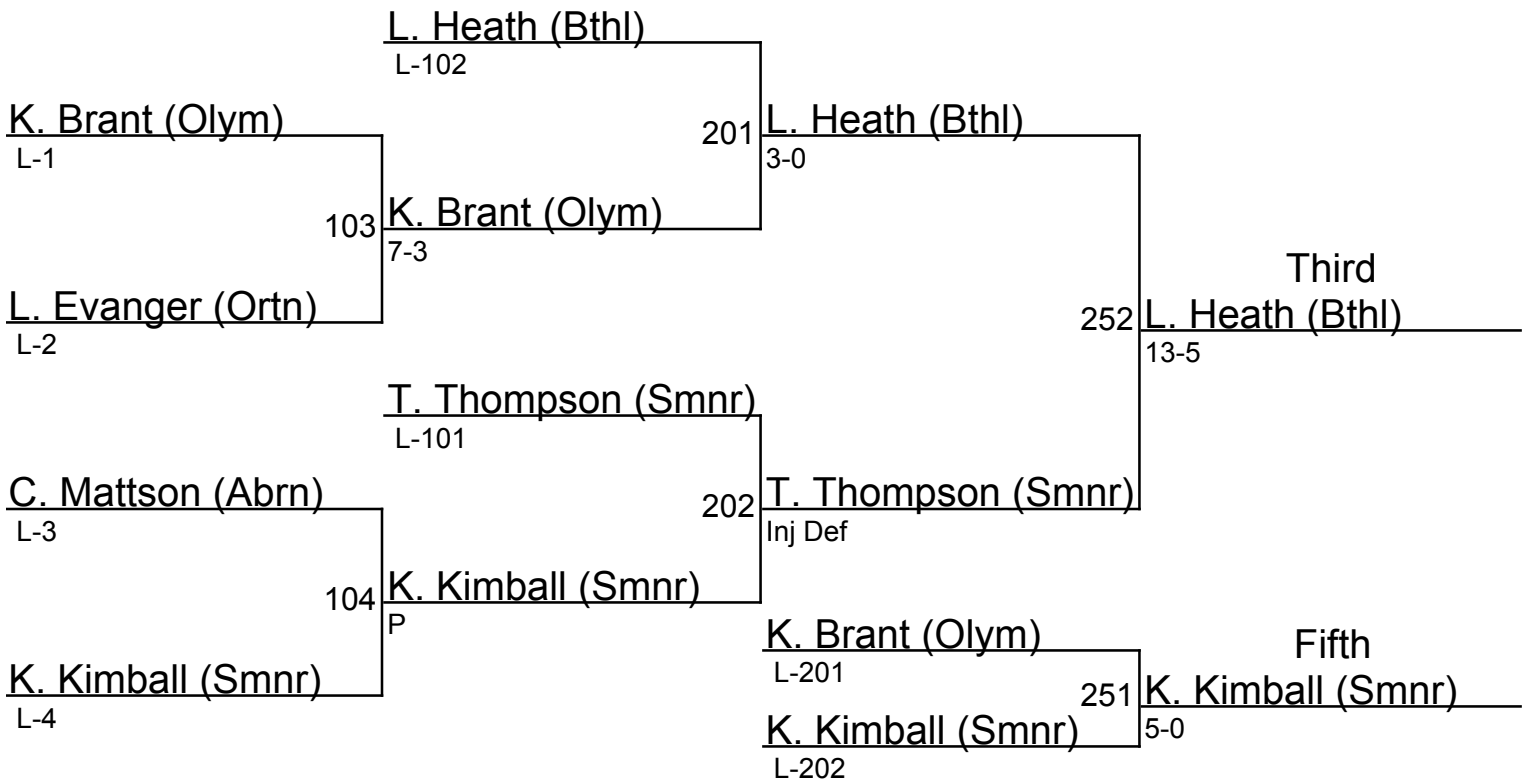 L. Heath (Bthl)
L-102
K. Brant (Olym)
L-1
201
L. Heath (Bthl)
3-0
103
K. Brant (Olym)
7-3
L. Evanger (Ortn)
L-2
Third
252
L. Heath (Bthl)
13-5
T. Thompson (Smnr)
L-101
C. Mattson (Abrn)
L-3
202
T. Thompson (Smnr)
Inj Def
104
K. Kimball (Smnr)
P
K. Kimball (Smnr)
L-4
K. Brant (Olym)
L-201
Fifth
251
K. Kimball (Smnr)
5-0
K. Kimball (Smnr)
L-202